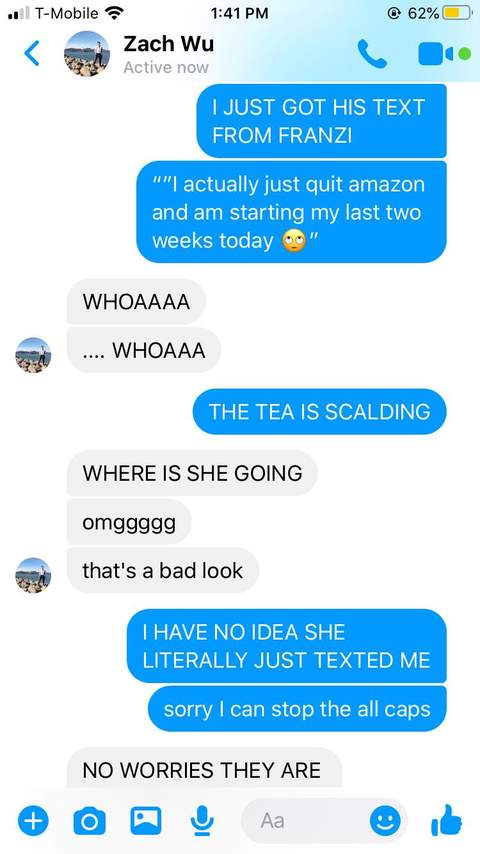 T-Mobile 1:41 PM 62%
Zach Wu
Active now
I JUST GOT HIS TEXT
FROM FRANZI
“”I actually just quit amazon
and am starting my last two
weeks today 🙄”
WHOAAAA
.... WHOAAA
THE TEA IS SCALDING
WHERE IS SHE GOING
omggggg
that's a bad look
I HAVE NO IDEA SHE
LITERALLY JUST TEXTED ME
sorry I can stop the all caps
NO WORRIES THEY ARE
Aa